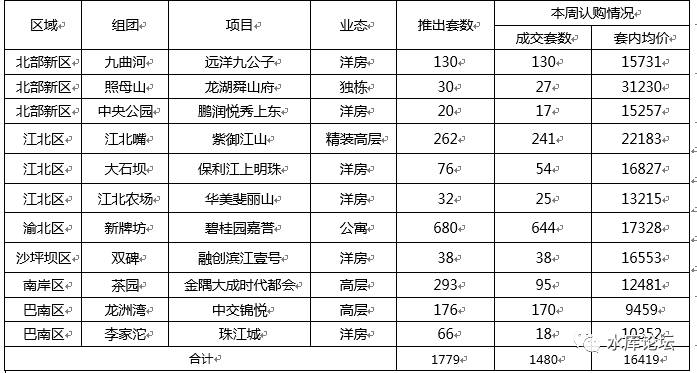 区域 组团 项目 业态 推出套数 本周认购情况
成交套数 套内均价
北部新区 九曲河 远洋九公子 洋房 130 130 15731
北部新区 照母山 龙湖舜山府 独栋 30 27 31230
北部新区 中央公园 鹏润悦秀上东 洋房 20 17 15257
江北区 江北嘴 紫御江山 精装高层 262 241 22183
江北区 大石坝 保利江上明珠 洋房 76 54 16827
江北区 江北农场 华美斐丽山 洋房 32 25 13215
渝北区 新牌坊 碧桂园嘉誉 公寓 680 644 17328
沙坪坝区 双碑 融创滨江壹号 洋房 38 38 16553
南岸区 茶园 金隅大成时代都会 高层 293 95 12481
巴南区 龙洲湾 中交锦悦 高层 176 170 9459
巴南区 李家沱 珠江城 洋房 66 18 10352
合计 1779 1480 16419
水库论坛